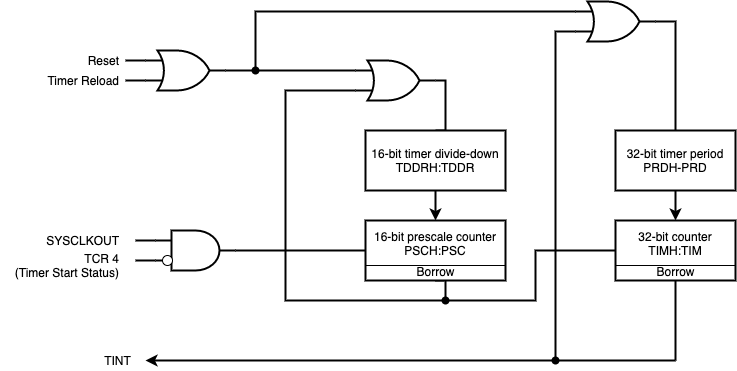 Reset
Timer Reload
16-bit timer divide-down
TDDRH:TDDR
32-bit timer period
PRDH-PRD
SYSCLKOUT
TCR 4
(Timer Start Status)
16-bit prescale counter
PSCH:PSC
Borrow
32-bit counter
TIMH:TIM
Borrow
TINT